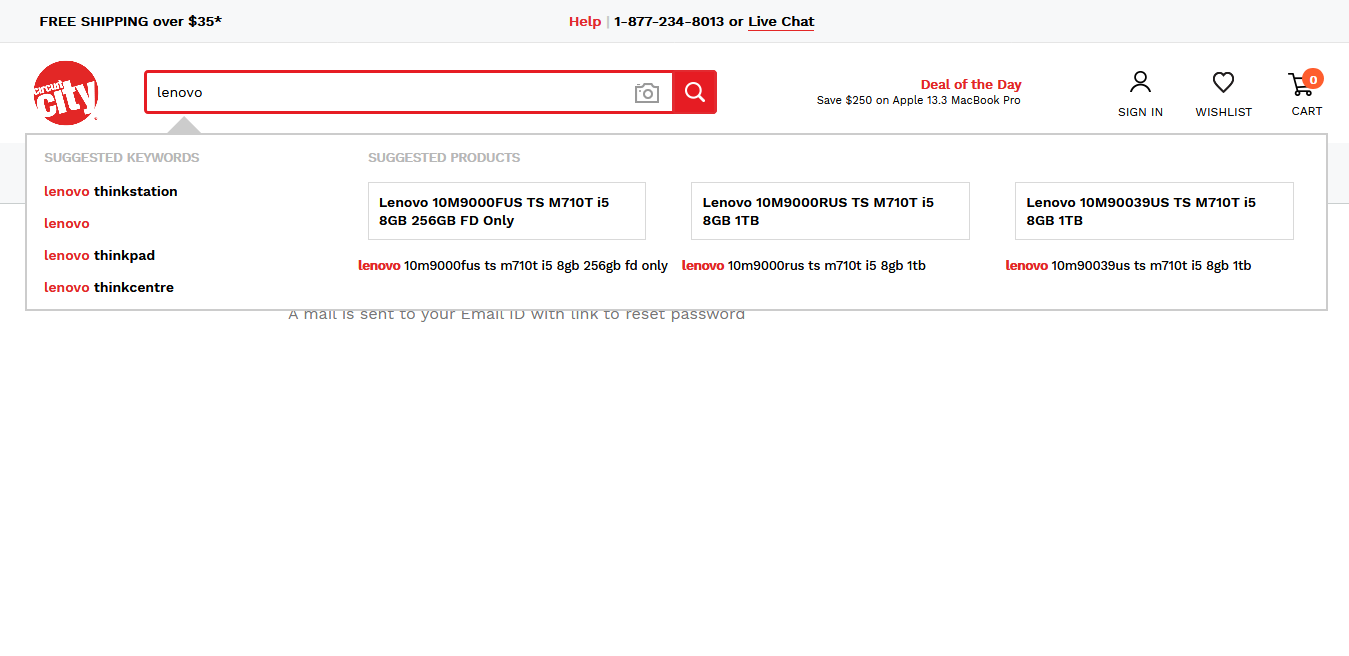 FREE SHIPPING over $35*
Help | 1-877-234-8013 or Live Chat
circuit
city
lenovo
Deal of the Day
Save $250 on Apple 13.3 MacBook Pro
SIGN IN
WISHLIST
0
CART
SUGGESTED KEYWORDS
lenovo thinkstation
lenovo
lenovo thinkpad
lenovo thinkcentre
SUGGESTED PRODUCTS
Lenovo 10M9000FUS TS M710T i5
8GB 256GB FD Only
lenovo 10m9000fus ts m710t i5 8gb 256gb fd only
Lenovo 10M9000RUS TS M710T i5
8GB 1TB
lenovo 10m9000rus ts m710t i5 8gb 1tb
Lenovo 10M90039US TS M710T i5
8GB 1TB
lenovo 10m90039us ts m710t i5 8gb 1tb
A mail is sent to your Email ID with link to reset password